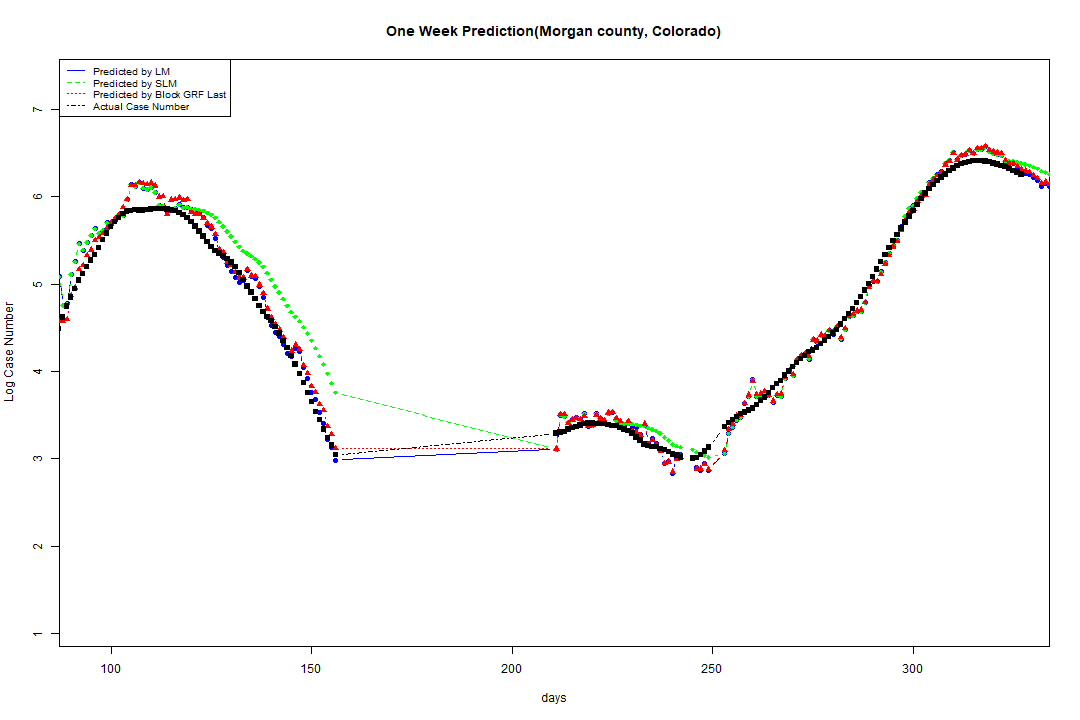 One Week Prediction(Morgan county, Colorado)
Predicted by LM
Predicted by SLM
Predicted by Block GRF Last
Actual Case Number
7
6
5
4
3
2
1
Log Case Number
100 150 200 250 300
days